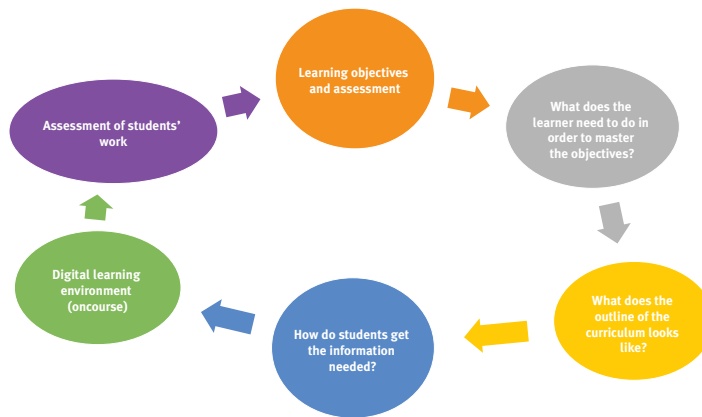 Learning objectives
and assessment
What does the
learner need to do in
order to master
the objectives?
What does the
outline of the
curriculum looks
like?
How do students get
the information
needed?
Digital learning
environment
(oncourse)
Assessment of students’
work